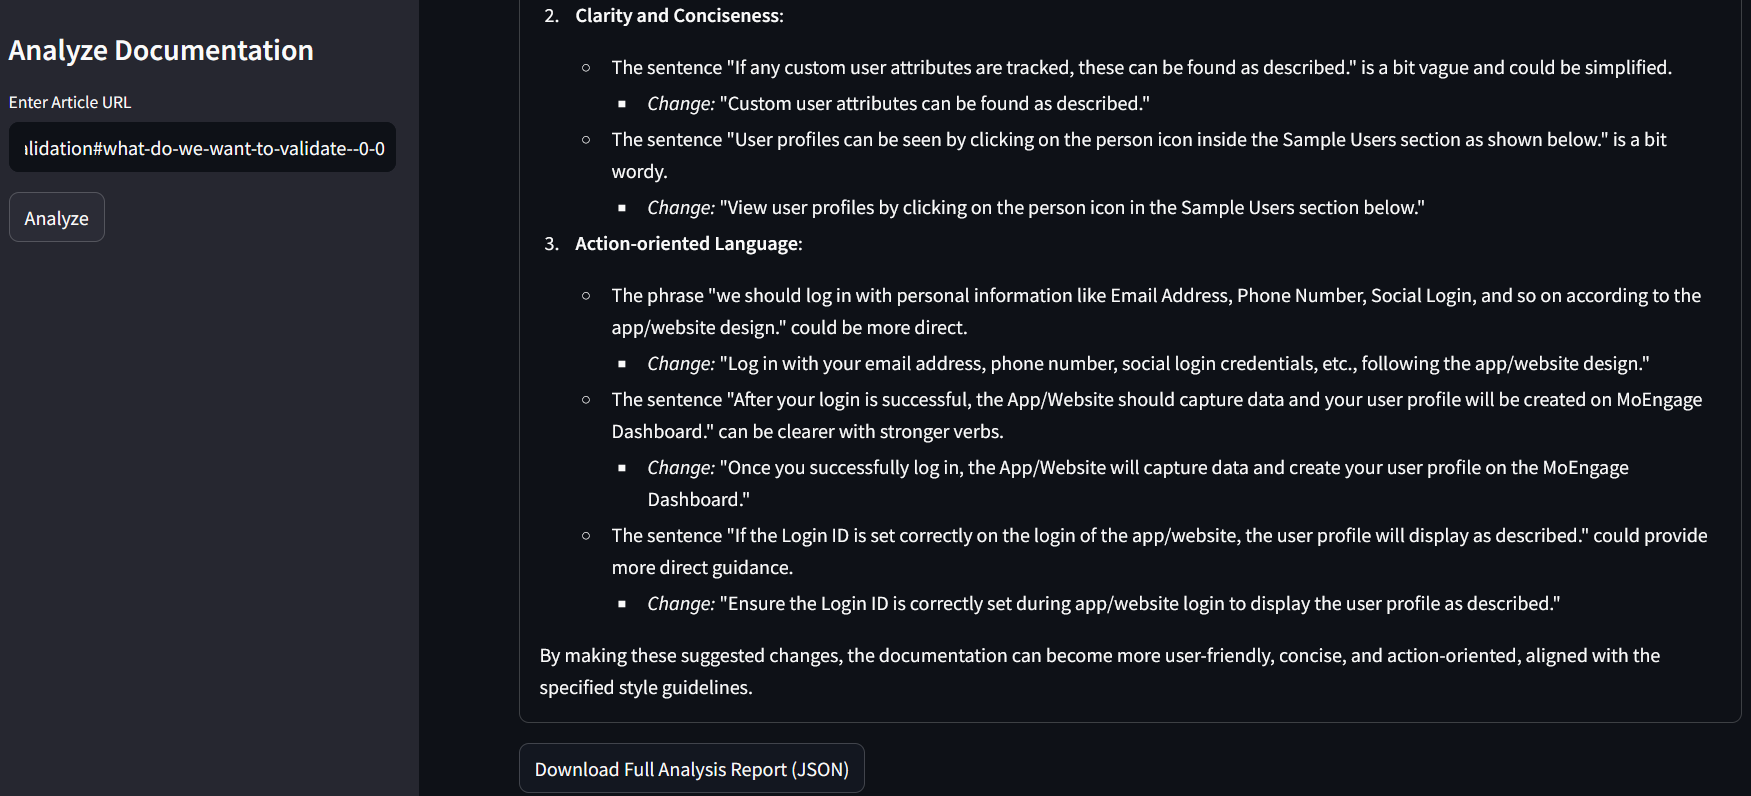 Analyze Documentation
Enter Article URL
alidation#what-do-we-want-to-validate--0-0
Analyze
2. Clarity and Conciseness:
The sentence "If any custom user attributes are tracked, these can be found as described." is a bit vague and could be simplified.
Change: "Custom user attributes can be found as described."
The sentence "User profiles can be seen by clicking on the person icon inside the Sample Users section as shown below." is a bit
wordy.
Change: "View user profiles by clicking on the person icon in the Sample Users section below."
3. Action-oriented Language:
The phrase "we should log in with personal information like Email Address, Phone Number, Social Login, and so on according to the
app/website design." could be more direct.
Change: "Log in with your email address, phone number, social login credentials, etc., following the app/website design."
The sentence "After your login is successful, the App/Website should capture data and your user profile will be created on MoEngage
Dashboard." can be clearer with stronger verbs.
Change: "Once you successfully log in, the App/Website will capture data and create your user profile on the MoEngage
Dashboard."
The sentence "If the Login ID is set correctly on the login of the app/website, the user profile will display as described." could provide
more direct guidance.
Change: "Ensure the Login ID is correctly set during app/website login to display the user profile as described."
By making these suggested changes, the documentation can become more user-friendly, concise, and action-oriented, aligned with the
specified style guidelines.
Download Full Analysis Report (JSON)